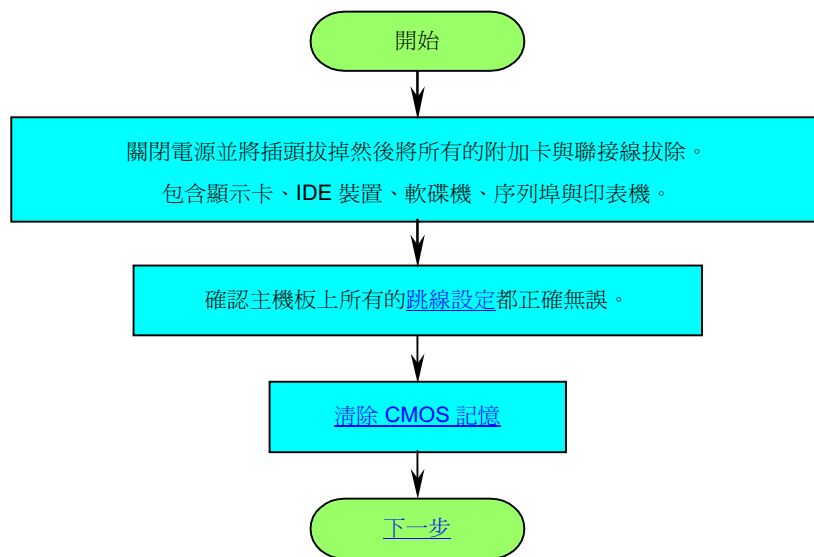 開始
關閉電源並將插頭拔掉然後將所有的附加卡與聯接線拔除。
包含顯示卡、IDE 裝置、軟碟機、序列埠與印表機。
確認主機板上所有的跳線設定都正確無誤。
清除 CMOS 記憶
下一步